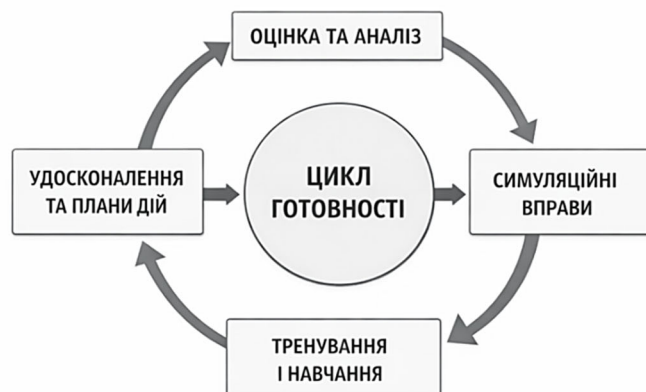 ОЦІНКА ТА АНАЛІЗ
УДОСКОНАЛЕННЯ
ТА ПЛАНИ ДІЙ
ЦИКЛ
ГОТОВНОСТІ
СИМУЛЯЦІЙНІ
ВПРАВИ
ТРЕНУВАННЯ
І НАВЧАННЯ